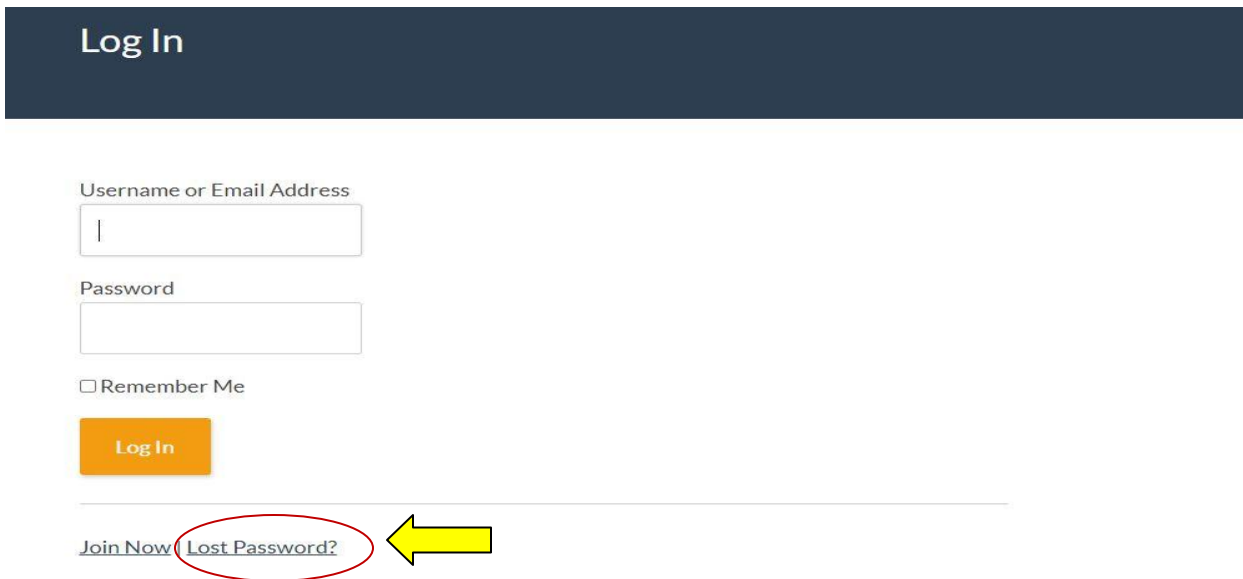 Log In
Username or Email Address
Password
Remember Me
Log In
Join Now | Lost Password?